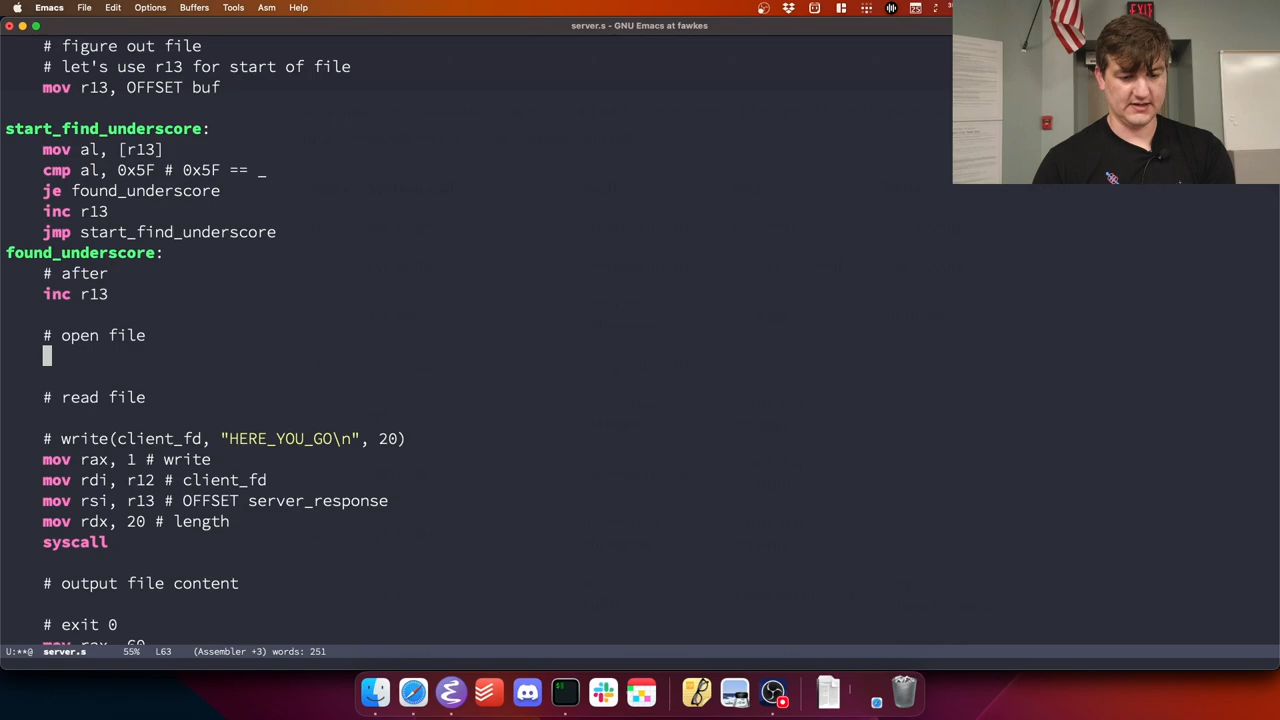 Emacs File Edit Options Buffers Tools Asm Help
server.s - GNU Emacs at fawkes
EXIT
# figure out file
# let's use r13 for start of file
mov r13, OFFSET buf
start_find_underscore:
mov al, [r13]
cmp al, 0x5F # 0x5F == _
je found_underscore
inc r13
jmp start_find_underscore
found_underscore:
# after
inc r13
# open file
# read file
# write(client_fd, "HERE_YOU_GO\n", 20)
mov rax, 1 # write
mov rdi, r12 # client_fd
mov rsi, r13 # OFFSET server_response
mov rdx, 20 # length
syscall
# output file content
# exit 0
mov rax, 60
U:**@ server.s 55% L63 (Assembler +3) words: 251